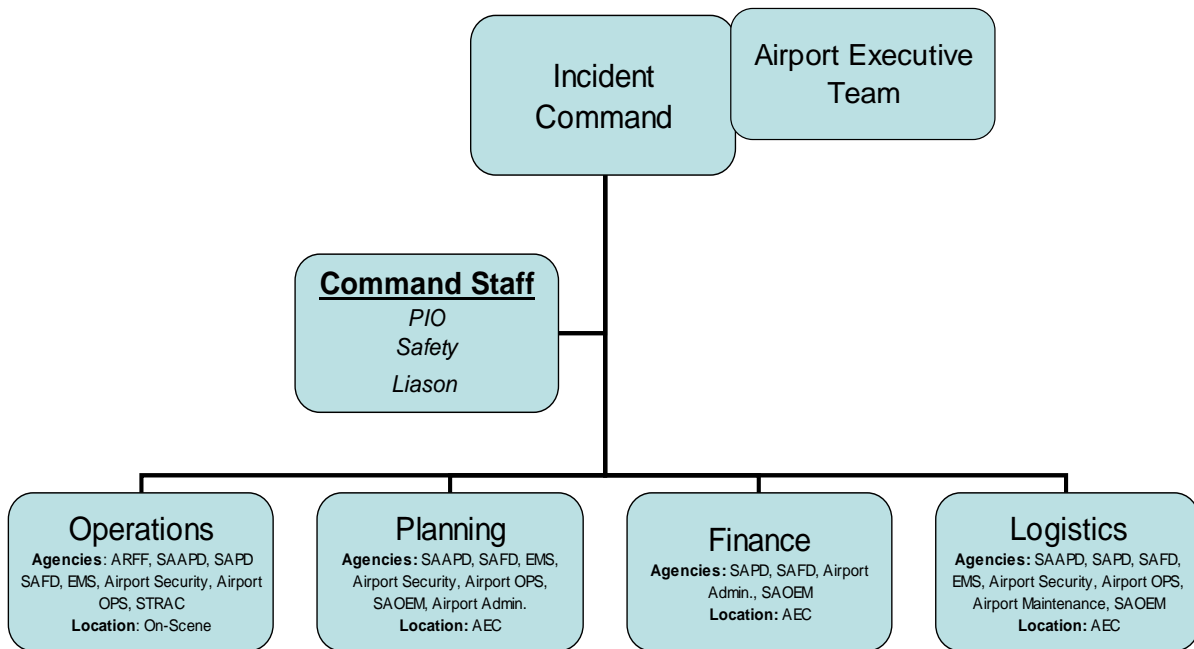 Incident
Command
Airport Executive
Team
Command Staff
PIO
Safety
Liason
Operations
Agencies: ARFF, SAAPD, SAPD
SAFD, EMS, Airport Security, Airport
OPS, STRAC
Location: On-Scene
Planning
Agencies: SAAPD, SAFD, EMS,
Airport Security, Airport OPS,
SAOEM, Airport Admin.
Location: AEC
Finance
Agencies: SAPD, SAFD, Airport
Admin., SAOEM
Location: AEC
Logistics
Agencies: SAAPD, SAPD, SAFD,
EMS, Airport Security, Airport OPS,
Airport Maintenance, SAOEM
Location: AEC